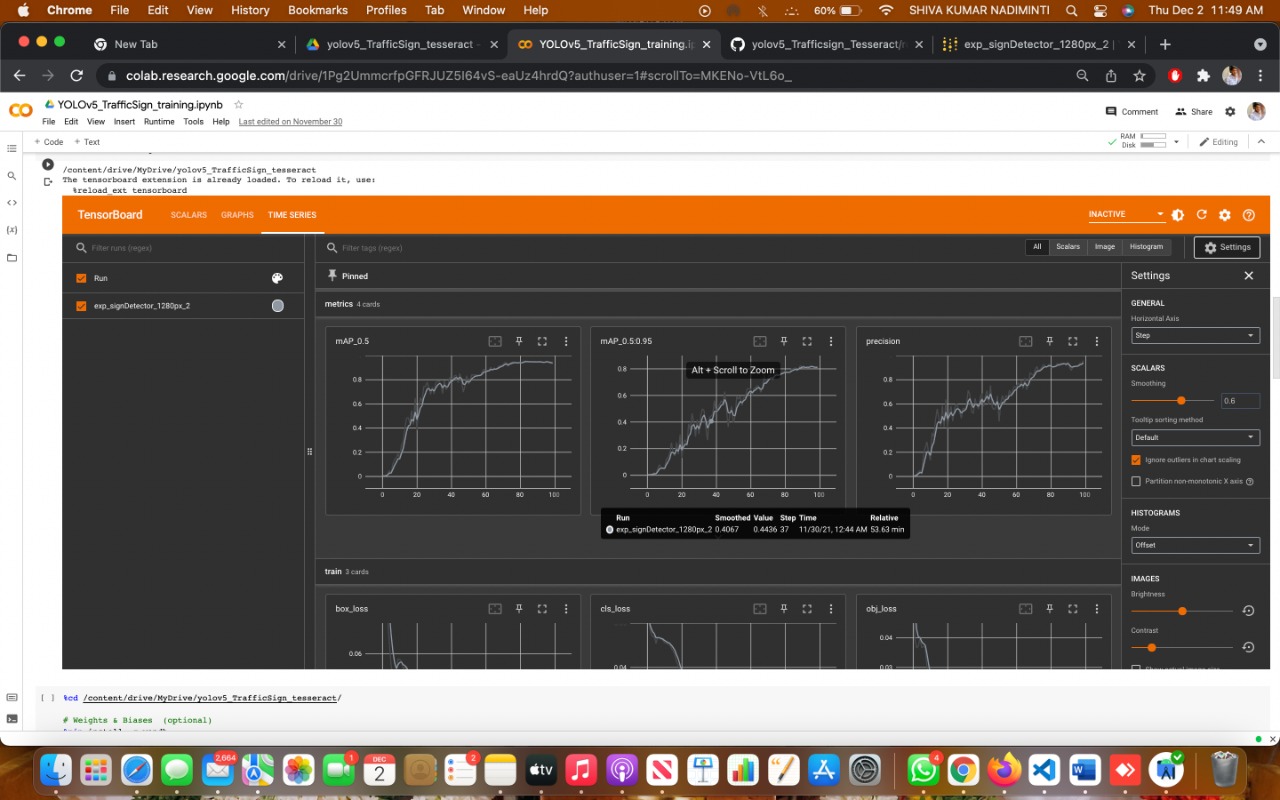 Chrome File Edit View History Bookmarks Profiles Tab Window Help 60% SHIVA KUMAR NADIMINTI Thu Dec 2 11:49 AM
New Tab yolov5_TrafficSign_tesseract - YOLOv5_TrafficSign_training.ip yolov5_Trafficsign_Tesseract/ exp_signDetector_1280px_2 |
colab.research.google.com/drive/1Pg2UmmcrfpGFRJUZ5I64vS-eaUz4hrdQ?authuser=1#scrollTo=MKENo-VtL6o_
CO YOLOv5_TrafficSign_training.ipynb
File Edit View Insert Runtime Tools Help Last edited on November 30
Comment Share
+ Code + Text
RAM
Disk
Editing
/content/drive/MyDrive/yolov5_TrafficSign_tesseract
The tensorboard extension is already loaded. To reload it, use:
%reload_ext tensorboard
TensorBoard SCALARS GRAPHS TIME SERIES INACTIVE
Filter runs (regex) Filter tags (regex) All Scalars Image Histogram Settings
Run
exp_signDetector_1280px_2
Pinned
metrics 4 cards
mAP_0.5
0.8
0.6
0.4
0.2
0
0 20 40 60 80 100
mAP_0.5:0.95
Alt + Scroll to Zoom
0.8
0.6
0.4
0.2
0
0 20 40 60 80 100
precision
0.8
0.6
0.4
0.2
0
0 20 40 60 80 100
Run Smoothed Value Step Time Relative
exp_signDetector_1280px_2 0.4067 0.4436 37 11/30/21, 12:44 AM 53.63 min
train 3 cards
box_loss
0.06
cls_loss
0.04
obj_loss
0.04
0.03
Settings
GENERAL
Horizontal Axis
Step
SCALARS
Smoothing
0.6
Tooltip sorting method
Default
Ignore outliers in chart scaling
Partition non-monotonic X axis
HISTOGRAMS
Mode
Offset
IMAGES
Brightness
Contrast
Show actual image size
[ ] %cd /content/drive/MyDrive/yolov5_TrafficSign_tesseract/
# Weights & Biases (optional)
2,664
1
DEC
2
2
tv
4
W
AI